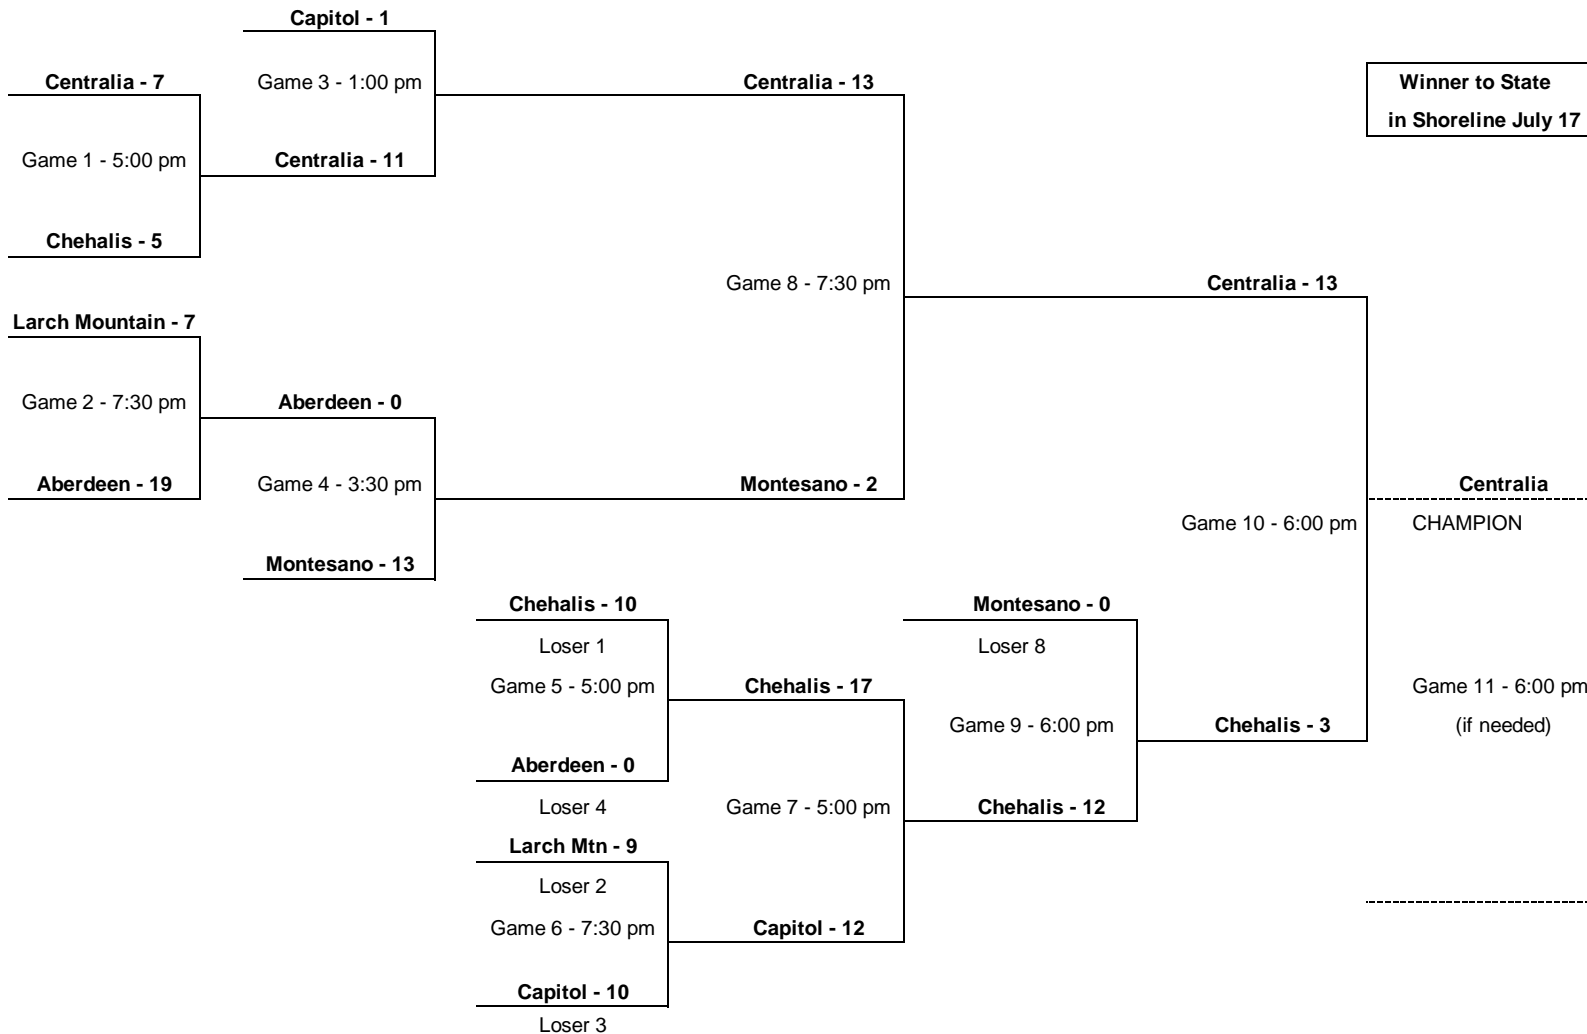 Capitol - 1
Centralia - 7
Game 3 - 1:00 pm
Centralia - 13
Winner to State
in Shoreline July 17
Game 1 - 5:00 pm
Centralia - 11
Chehalis - 5
Game 8 - 7:30 pm
Centralia - 13
Larch Mountain - 7
Game 2 - 7:30 pm
Aberdeen - 0
Aberdeen - 19
Game 4 - 3:30 pm
Montesano - 2
Centralia
Game 10 - 6:00 pm
CHAMPION
Montesano - 13
Chehalis - 10
Montesano - 0
Loser 1
Loser 8
Game 5 - 5:00 pm
Chehalis - 17
Game 11 - 6:00 pm
Game 9 - 6:00 pm
Chehalis - 3
(if needed)
Aberdeen - 0
Loser 4
Game 7 - 5:00 pm
Chehalis - 12
Larch Mtn - 9
Loser 2
Game 6 - 7:30 pm
Capitol - 12
Capitol - 10
Loser 3